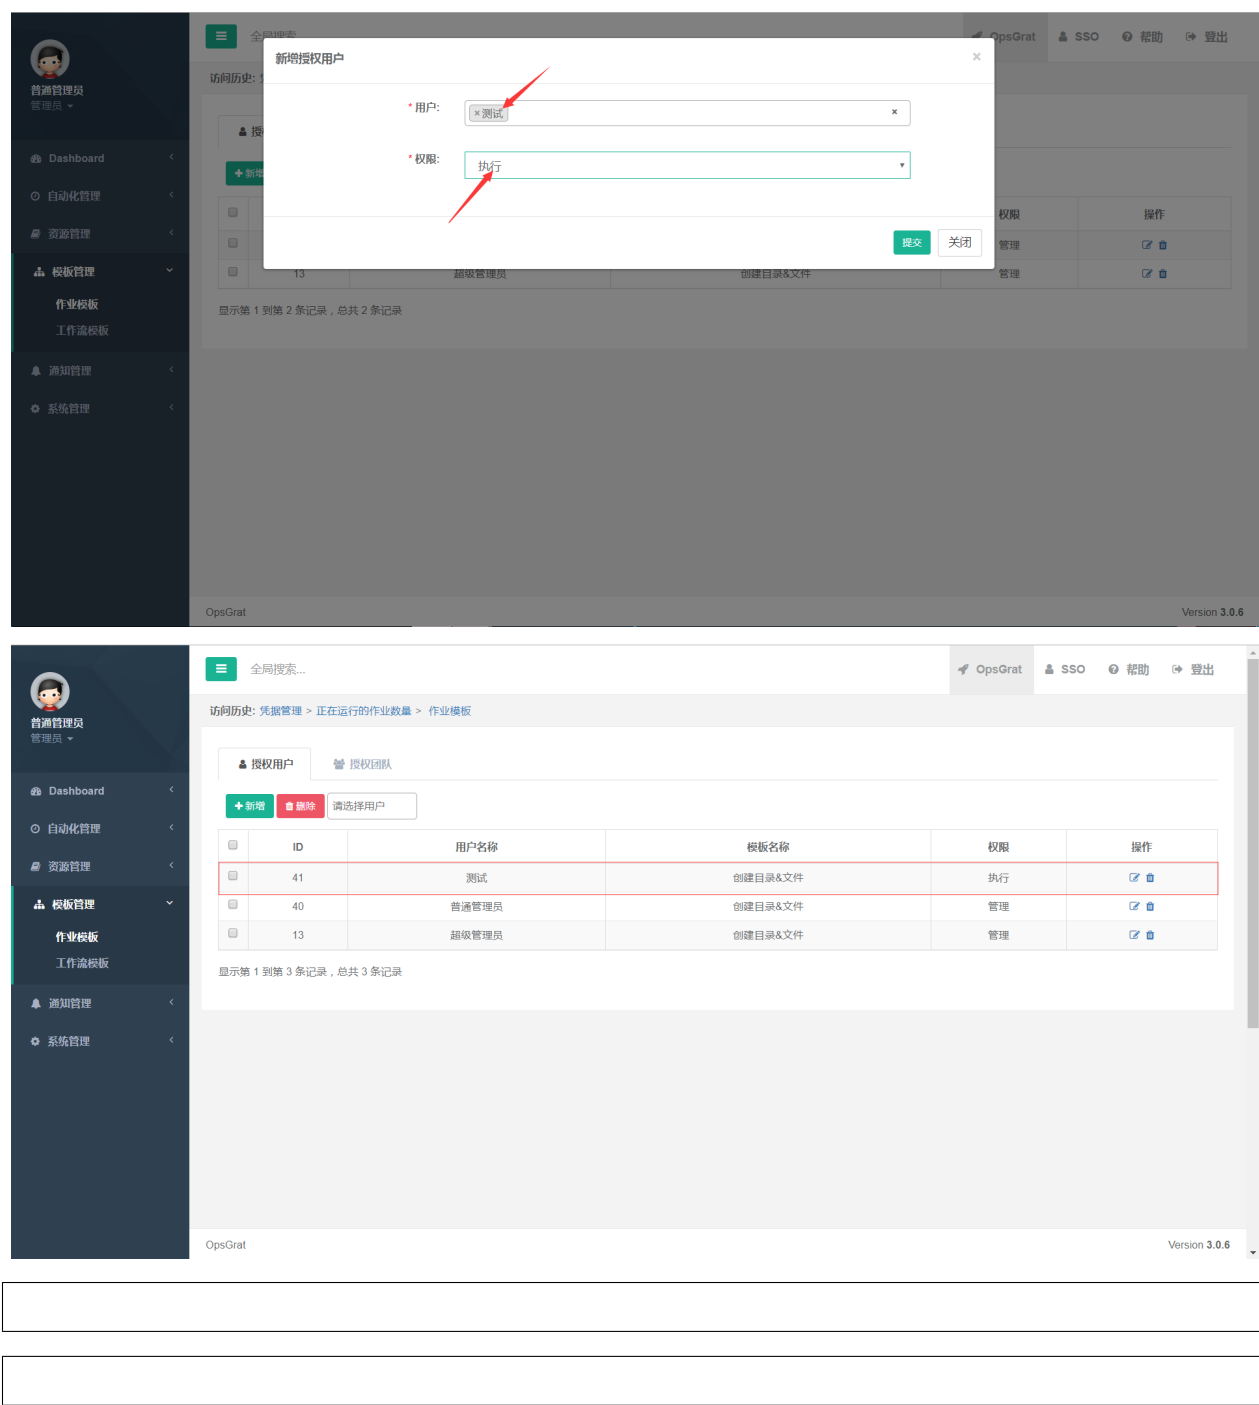 全局搜索
OpsGrat
SSO
帮助
登出
新增授权用户
×
普通管理员
管理员
访问历史:
*用户:
×测试
×
*权限:
执行
提交
关闭
Dashboard
自动化管理
资源管理
模板管理
作业模板
工作流模板
通知管理
系统管理
权限
操作
管理
13
超级管理员
创建目录&文件
管理
显示第 1 到第 2 条记录，总共 2 条记录
OpsGrat
Version 3.0.6
全局搜索...
OpsGrat
SSO
帮助
登出
普通管理员
管理员
访问历史: 凭据管理 > 正在运行的作业数量 > 作业模板
授权用户
授权团队
Dashboard
自动化管理
资源管理
模板管理
作业模板
工作流模板
通知管理
系统管理
新增
删除
请选择用户
ID 用户名称 模板名称 权限 操作
41 测试 创建目录&文件 执行
40 普通管理员 创建目录&文件 管理
13 超级管理员 创建目录&文件 管理
显示第 1 到第 3 条记录，总共 3 条记录
OpsGrat
Version 3.0.6